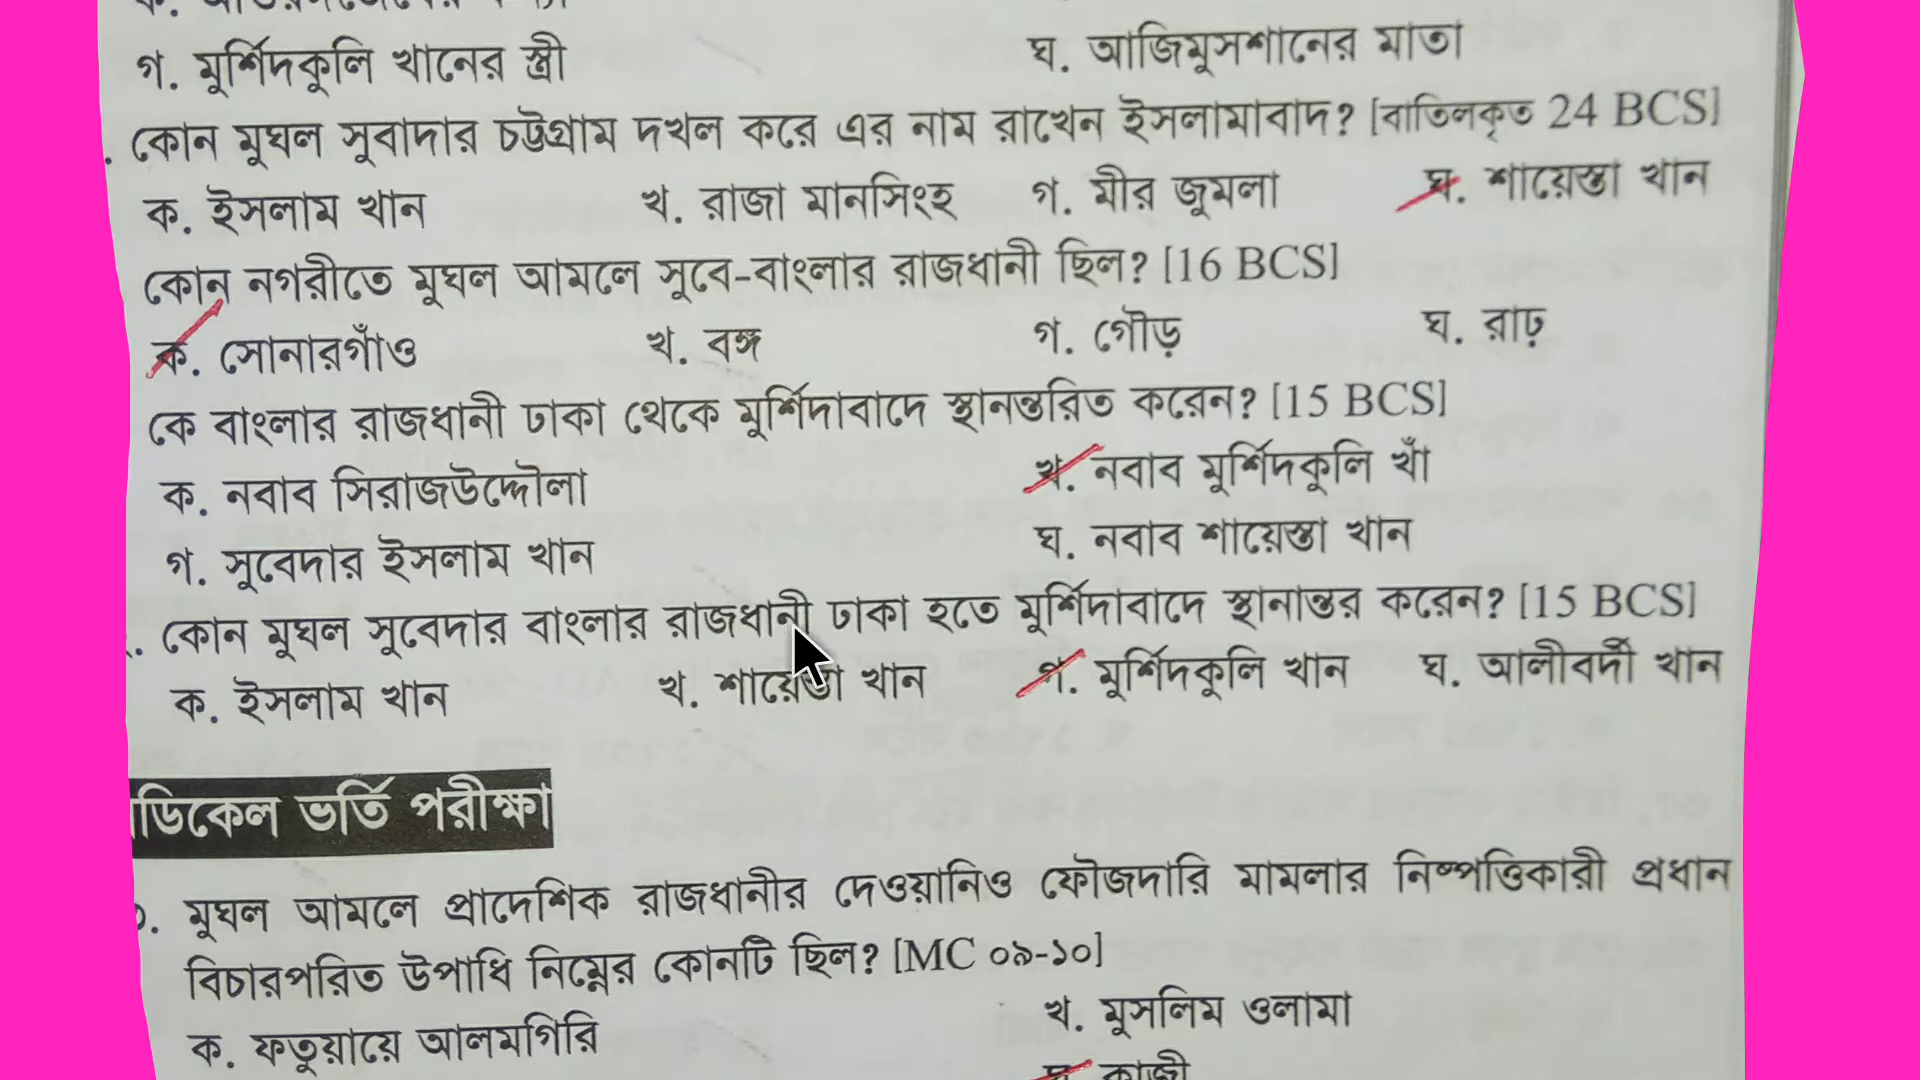 গ. মুর্শিদকুলি খানের স্ত্রী ঘ. আজিমুসশানের মাতা
. কোন মুঘল সুবাদার চট্টগ্রাম দখল করে এর নাম রাখেন ইসলামাবাদ? [বাতিলকৃত 24 BCS]
ক. ইসলাম খান খ. রাজা মানসিংহ গ. মীর জুমলা ঘ. শায়েস্তা খান
কোন নগরীতে মুঘল আমলে সুবে-বাংলার রাজধানী ছিল? [16 BCS]
ক. সোনারগাঁও খ. বঙ্গ গ. গৌড় ঘ. রাঢ়
কে বাংলার রাজধানী ঢাকা থেকে মুর্শিদাবাদে স্থানন্তরিত করেন? [15 BCS]
ক. নবাব সিরাজউদ্দৌলা খ. নবাব মুর্শিদকুলি খাঁ
গ. সুবেদার ইসলাম খান ঘ. নবাব শায়েস্তা খান
. কোন মুঘল সুবেদার বাংলার রাজধানী ঢাকা হতে মুর্শিদাবাদে স্থানান্তর করেন? [15 BCS]
ক. ইসলাম খান খ. শায়েস্তা খান গ. মুর্শিদকুলি খান ঘ. আলীবর্দী খান
ডিকেল ভর্তি পরীক্ষা
. মুঘল আমলে প্রাদেশিক রাজধানীর দেওয়ানিও ফৌজদারি মামলার নিষ্পত্তিকারী প্রধান
বিচারপরিত উপাধি নিম্নের কোনটি ছিল? [MC ০৯-১০]
ক. ফতুয়ায়ে আলমগিরি খ. মুসলিম ওলামা
ঘ. কাজী